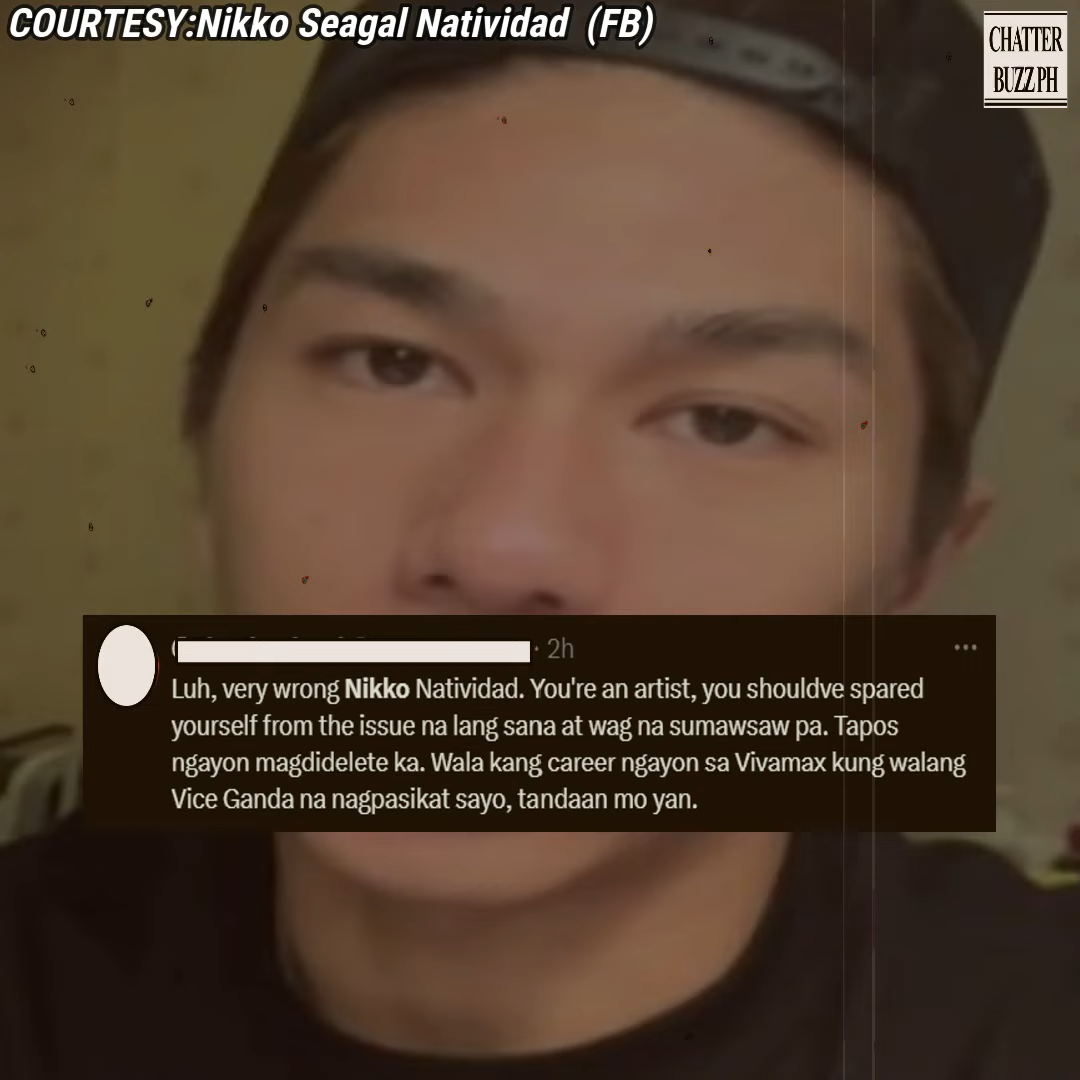 COURTESY:Nikko Seagal Natividad (FB)
CHATTER
BUZZ PH
· 2h
Luh, very wrong Nikko Natividad. You're an artist, you shouldve spared
yourself from the issue na lang sana at wag na sumawsaw pa. Tapos
ngayon magdidelete ka. Wala kang career ngayon sa Vivamax kung walang
Vice Ganda na nagpasikat sayo, tandaan mo yan.